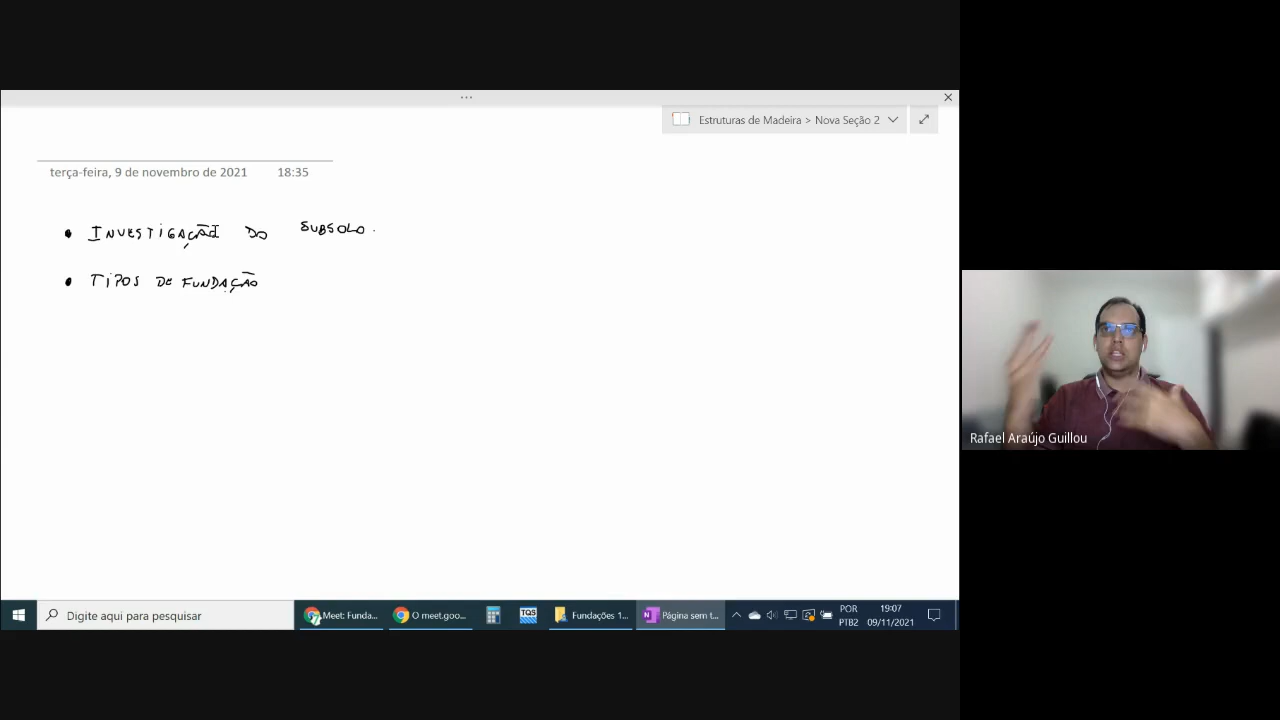 Estruturas de Madeira > Nova Seção 2
terça-feira, 9 de novembro de 2021 18:35
• INVESTIGAÇÃO DO SUBSOLO.
• TIPOS DE FUNDAÇÃO
Rafael Araújo Guillou
Digite aqui para pesquisar
Meet: Funda...
O meet.goo...
TQS
Fundações 1...
Página sem t...
POR
PTB2
19:07
09/11/2021